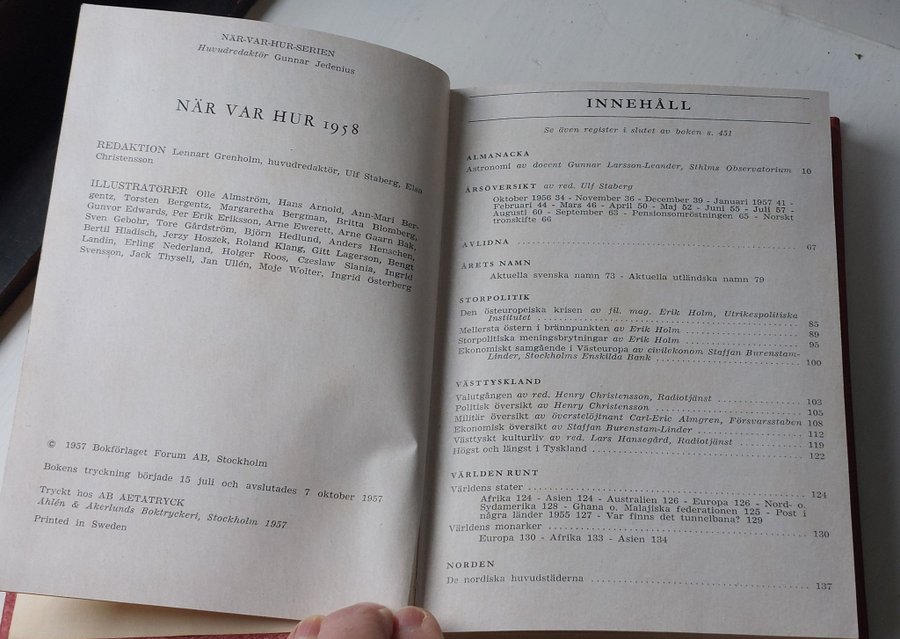 NÄR-VAR-HUR-SERIEN
Huvudredaktör Gunnar Jedenius
NÄR VAR HUR 1958
REDAKTION Lennart Grenholm, huvudredaktör, Ulf Staberg, Elsa
Christensson
ILLUSTRATÖRER Olle Almström, Hans Arnold, Ann-Mari Ber-
gentz, Torsten Bergentz, Margaretha Bergman, Britta Blomberg,
Gunvor Edwards, Per Erik Eriksson, Arne Ewerett, Arne Gaarn Bak,
Sven Gebohr, Tore Gårdström, Björn Hedlund, Anders Henschen,
Bertil Hladisch, Jerzy Hoszek, Roland Klang, Gitt Lagerson, Bengt
Landin, Erling Nederland, Holger Roos, Czeslaw Slania, Ingrid
Svensson, Jack Thysell, Jan Ullén, Moje Wolter, Ingrid Österberg
© 1957 Bokförlaget Forum AB, Stockholm
Bokens tryckning började 15 juli och avslutades 7 oktober 1957
Tryckt hos AB AETATRYCK
Åhlén & Åkerlunds Boktryckeri, Stockholm 1957
Printed in Sweden
INNEHÅLL
Se även register i slutet av boken s. 451
ALMANACKA
Astronomi av docent Gunnar Larsson-Leander, Sthlms Observatorium 10
ÅRSÖVERSIKT av red. Ulf Staberg
Oktober 1956 34 - November 36 - December 39 - Januari 1957 41 -
Februari 44 - Mars 46 - April 50 - Maj 52 - Juni 55 - Juli 57 -
Augusti 60 - September 63 - Pensionsomröstningen 65 - Norskt
tronskifte 66
AVLIDNA 67
ÅRETS NAMN
Aktuella svenska namn 73 - Aktuella utländska namn 79
STORPOLITIK
Den östeuropeiska krisen av fil. mag. Erik Holm, Utrikespolitiska
Institutet 85
Mellersta östern i brännpunkten av Erik Holm 89
Storpolitiska meningsbrytningar av Erik Holm 95
Ekonomiskt samgående i Västeuropa av civilekonom Staffan Burenstam-
Linder, Stockholms Enskilda Bank 100
VÄSTTYSKLAND
Valutgången av red. Henry Christensson, Radiotjänst 103
Politisk översikt av Henry Christensson 105
Militär översikt av överstelöjtnant Carl-Eric Almgren, Försvarsstaben 108
Ekonomisk översikt av Staffan Burenstam-Linder 112
Västtyskt kulturliv av red. Lars Hansegård, Radiotjänst 119
Högst och längst i Tyskland 122
VÄRLDEN RUNT
Världens stater 124
Afrika 124 - Asien 124 - Australien 126 - Europa 126 - Nord- o.
Sydamerika 128 - Ghana o. Malajiska federationen 125 - Post i
några länder 1955 127 - Var finns det tunnelbana? 129
Världens monarker 130
Europa 130 - Afrika 133 - Asien 134
NORDEN
De nordiska huvudstäderna 137